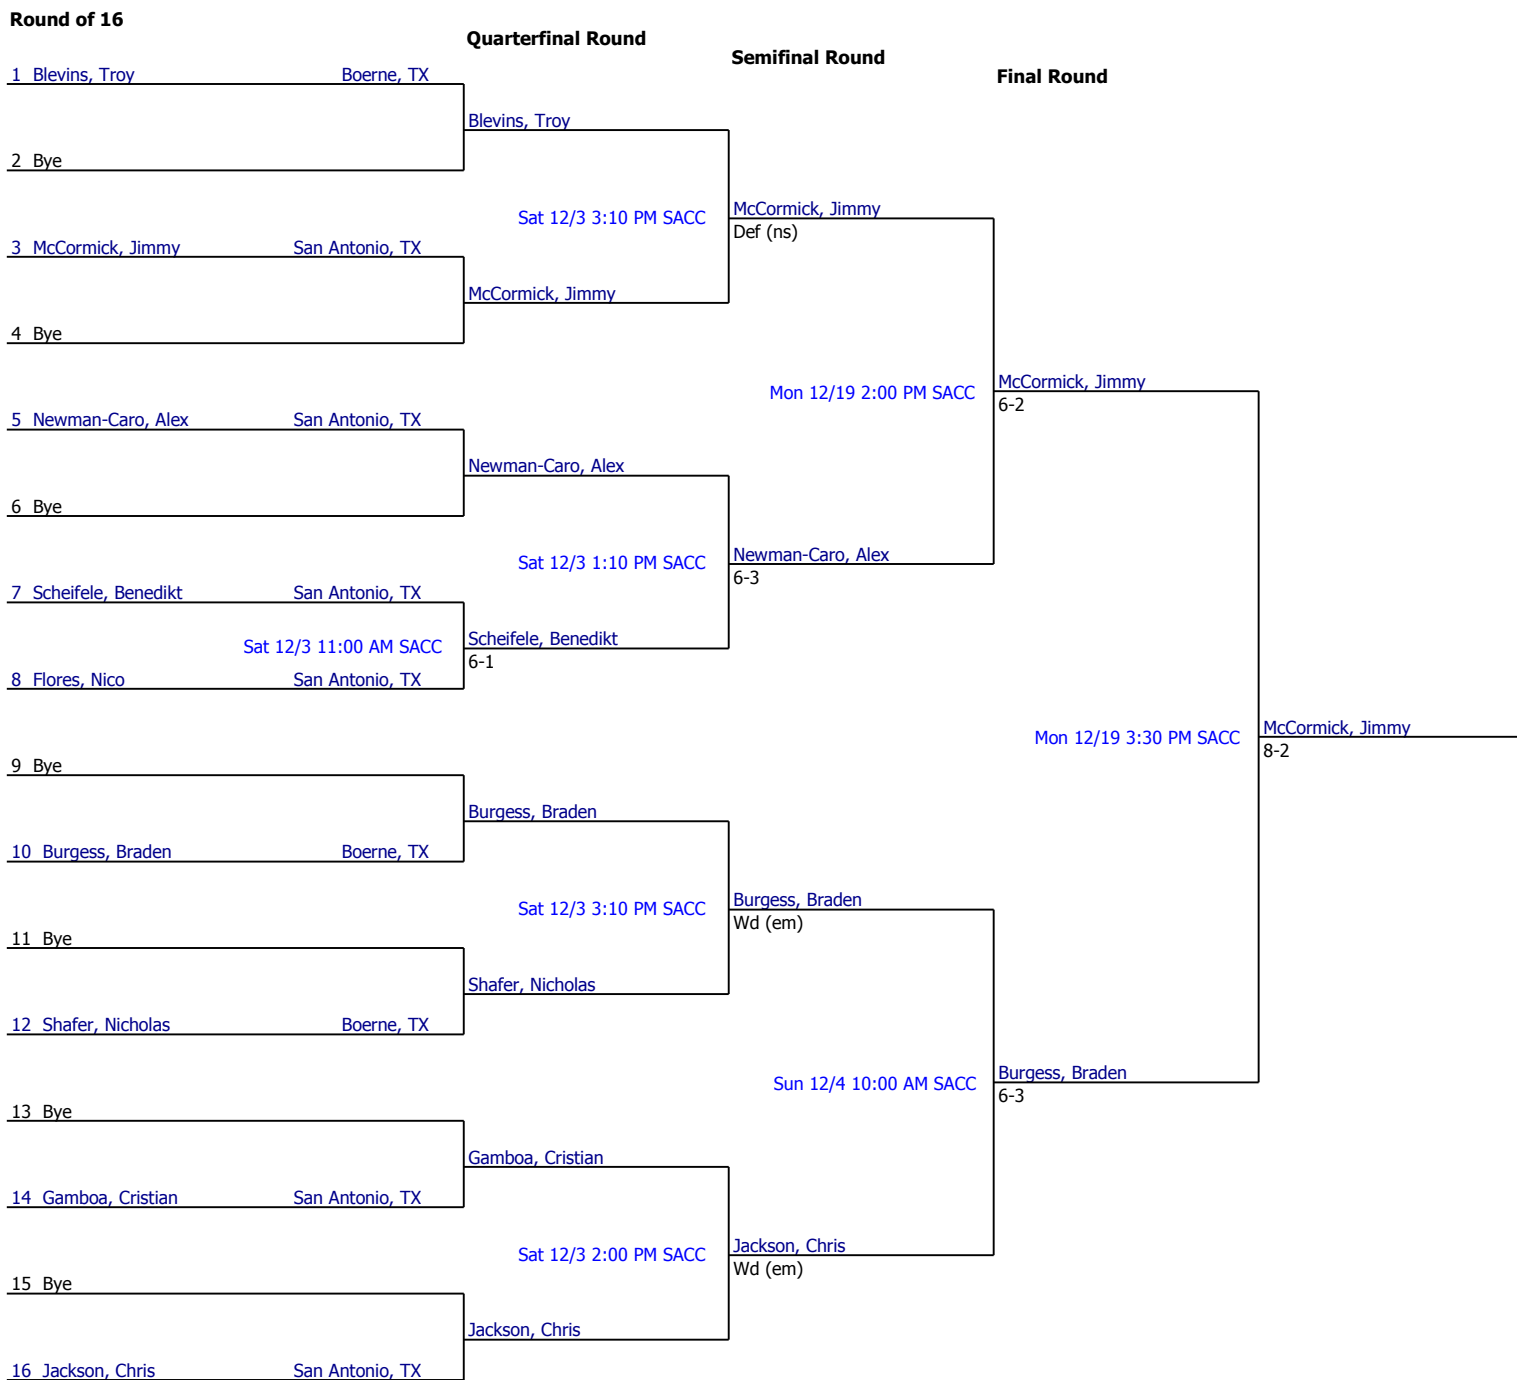 Round of 16
Quarterfinal Round
Semifinal Round
Final Round
1 Blevins, Troy Boerne, TX
Blevins, Troy
2 Bye
Sat 12/3 3:10 PM SACC
McCormick, Jimmy
Def (ns)
3 McCormick, Jimmy San Antonio, TX
McCormick, Jimmy
4 Bye
Mon 12/19 2:00 PM SACC
McCormick, Jimmy
6-2
5 Newman-Caro, Alex San Antonio, TX
Newman-Caro, Alex
6 Bye
Sat 12/3 1:10 PM SACC
Newman-Caro, Alex
6-3
7 Scheifele, Benedikt San Antonio, TX
Sat 12/3 11:00 AM SACC
Scheifele, Benedikt
6-1
8 Flores, Nico San Antonio, TX
Mon 12/19 3:30 PM SACC
McCormick, Jimmy
8-2
9 Bye
Burgess, Braden
10 Burgess, Braden Boerne, TX
Sat 12/3 3:10 PM SACC
Burgess, Braden
Wd (em)
11 Bye
Shafer, Nicholas
12 Shafer, Nicholas Boerne, TX
Sun 12/4 10:00 AM SACC
Burgess, Braden
6-3
13 Bye
Gamboa, Cristian
14 Gamboa, Cristian San Antonio, TX
Sat 12/3 2:00 PM SACC
Jackson, Chris
Wd (em)
15 Bye
Jackson, Chris
16 Jackson, Chris San Antonio, TX